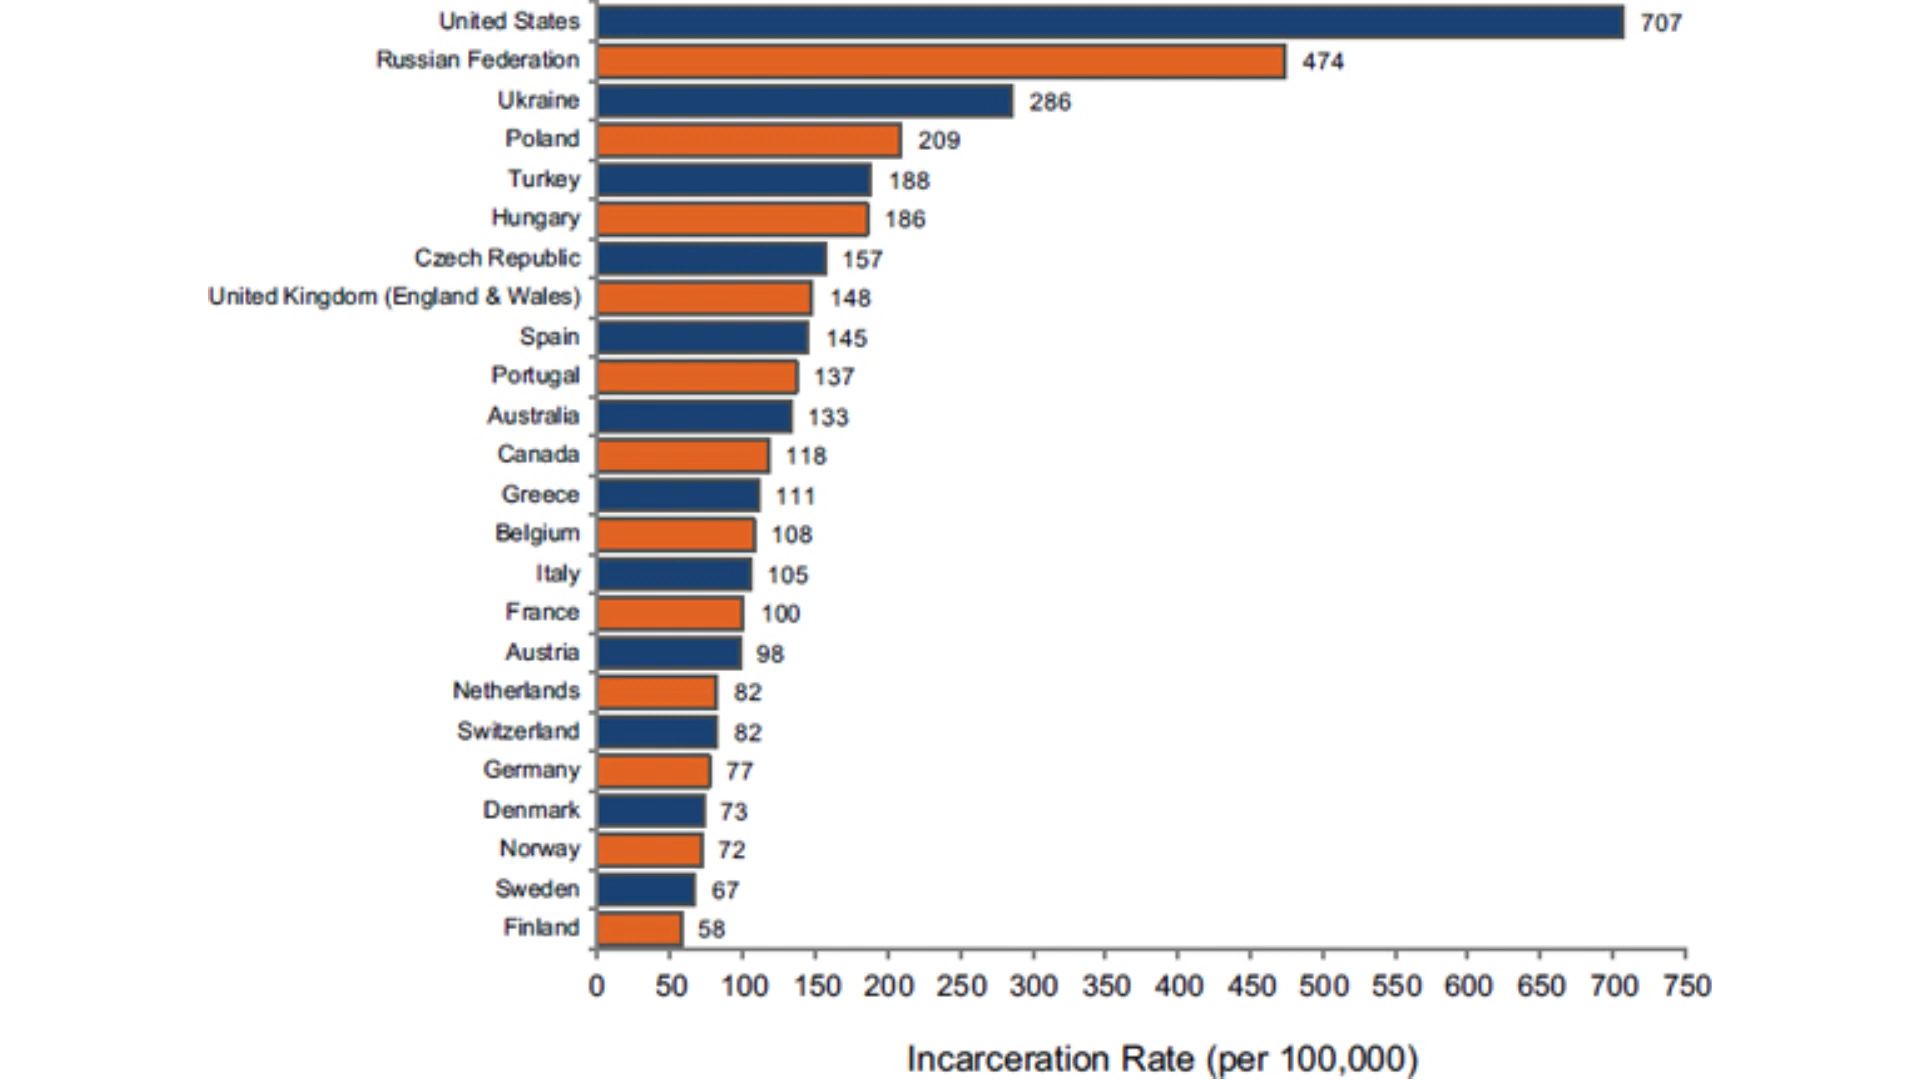 United States 707
Russian Federation 474
Ukraine 286
Poland 209
Turkey 188
Hungary 186
Czech Republic 157
United Kingdom (England & Wales) 148
Spain 145
Portugal 137
Australia 133
Canada 118
Greece 111
Belgium 108
Italy 105
France 100
Austria 98
Netherlands 82
Switzerland 82
Germany 77
Denmark 73
Norway 72
Sweden 67
Finland 58
0 50 100 150 200 250 300 350 400 450 500 550 600 650 700 750
Incarceration Rate (per 100,000)